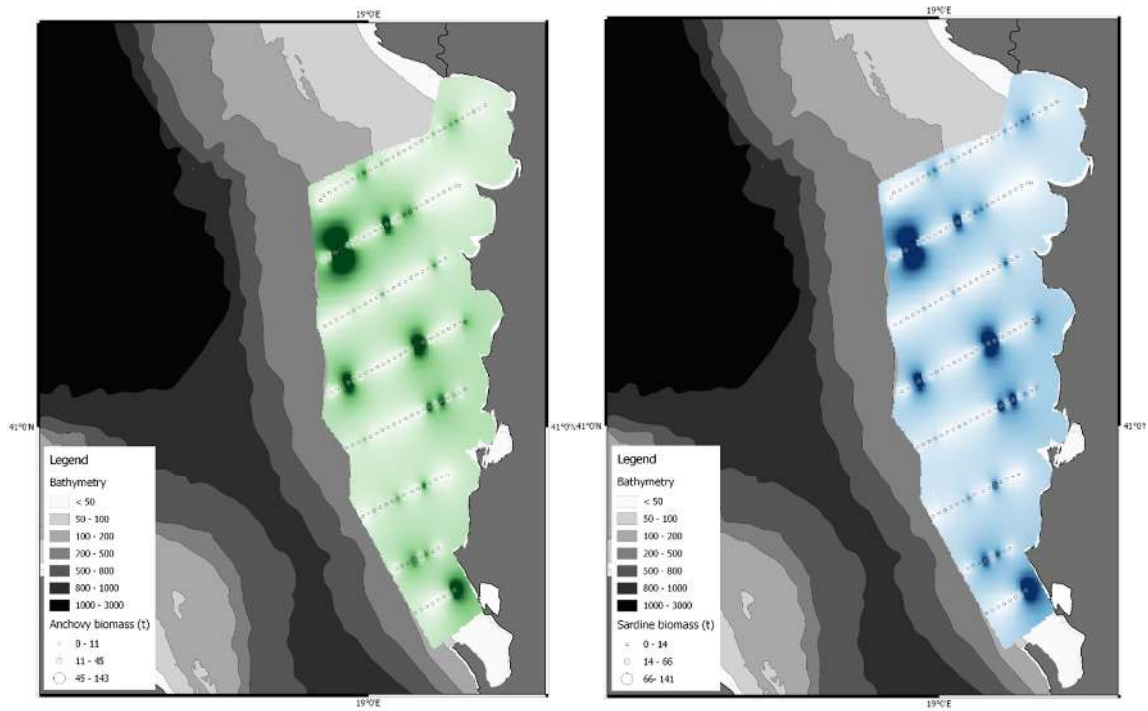 19°0'E
19°0'E
41°0'N
41°0'N
41°0'N
41°0'N
Legend
Bathymetry
< 50
50 - 100
100 - 200
200 - 500
500 - 800
800 - 1000
1000 - 3000
Anchovy biomass (t)
0 - 11
11 - 45
45 - 143
Legend
Bathymetry
< 50
50 - 100
100 - 200
200 - 500
500 - 800
800 - 1000
1000 - 3000
Sardine biomass (t)
0 - 14
14 - 66
66- 141
19°0'E
19°0'E